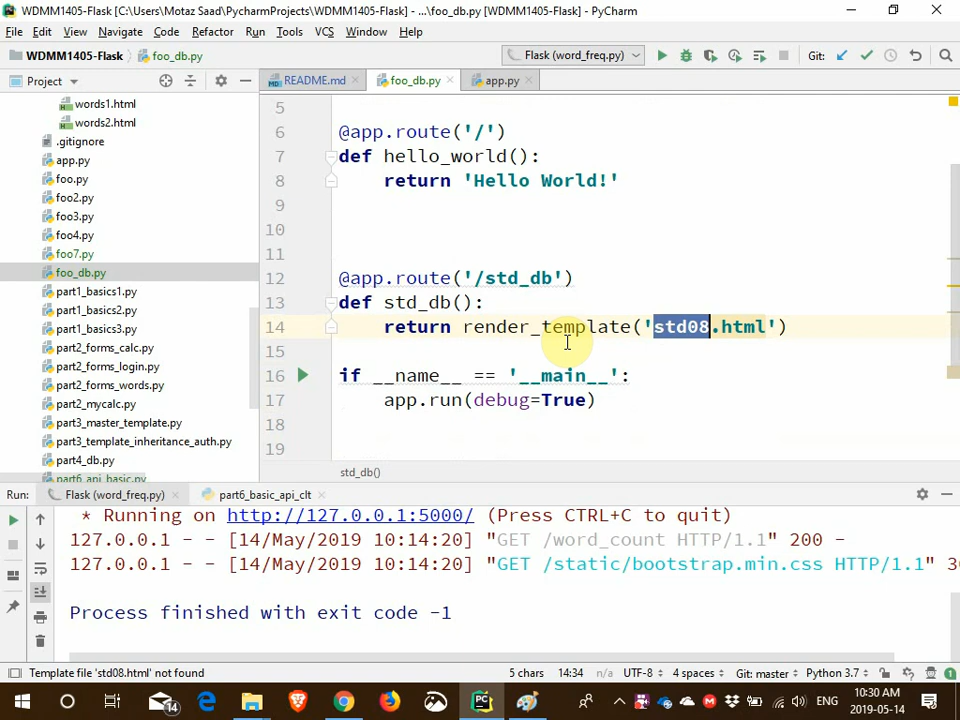 WDMM1405-Flask [C:\Users\Motaz Saad\PycharmProjects\WDMM1405-Flask] - ...\foo_db.py [WDMM1405-Flask] - PyCharm
File Edit View Navigate Code Refactor Run Tools VCS Window Help
WDMM1405-Flask foo_db.py Flask (word_freq.py) Git:
Project README.md foo_db.py app.py
words1.html
words2.html
.gitignore
app.py
foo.py
foo2.py
foo3.py
foo4.py
foo7.py
foo_db.py
part1_basics1.py
part1_basics2.py
part1_basics3.py
part2_forms_calc.py
part2_forms_login.py
part2_forms_words.py
part2_mycalc.py
part3_master_template.py
part3_template_inheritance_auth.py
part4_db.py
part6_api_basic.py
5
6 @app.route('/')
7 def hello_world():
8 return 'Hello World!'
9
10
11
12 @app.route('/std_db')
13 def std_db():
14 return render_template('std08.html')
15
16 if __name__ == '__main__':
17 app.run(debug=True)
18
19
std_db()
Run: Flask (word_freq.py) part6_basic_api_clt
* Running on http://127.0.0.1:5000/ (Press CTRL+C to quit)
127.0.0.1 - - [14/May/2019 10:14:20] "GET /word_count HTTP/1.1" 200 -
127.0.0.1 - - [14/May/2019 10:14:20] "GET /static/bootstrap.min.css HTTP/1.1" 30
Process finished with exit code -1
Template file 'std08.html' not found 5 chars 14:34 n/a UTF-8 4 spaces Git: master Python 3.7 1
14 ENG 10:30 AM
2019-05-14